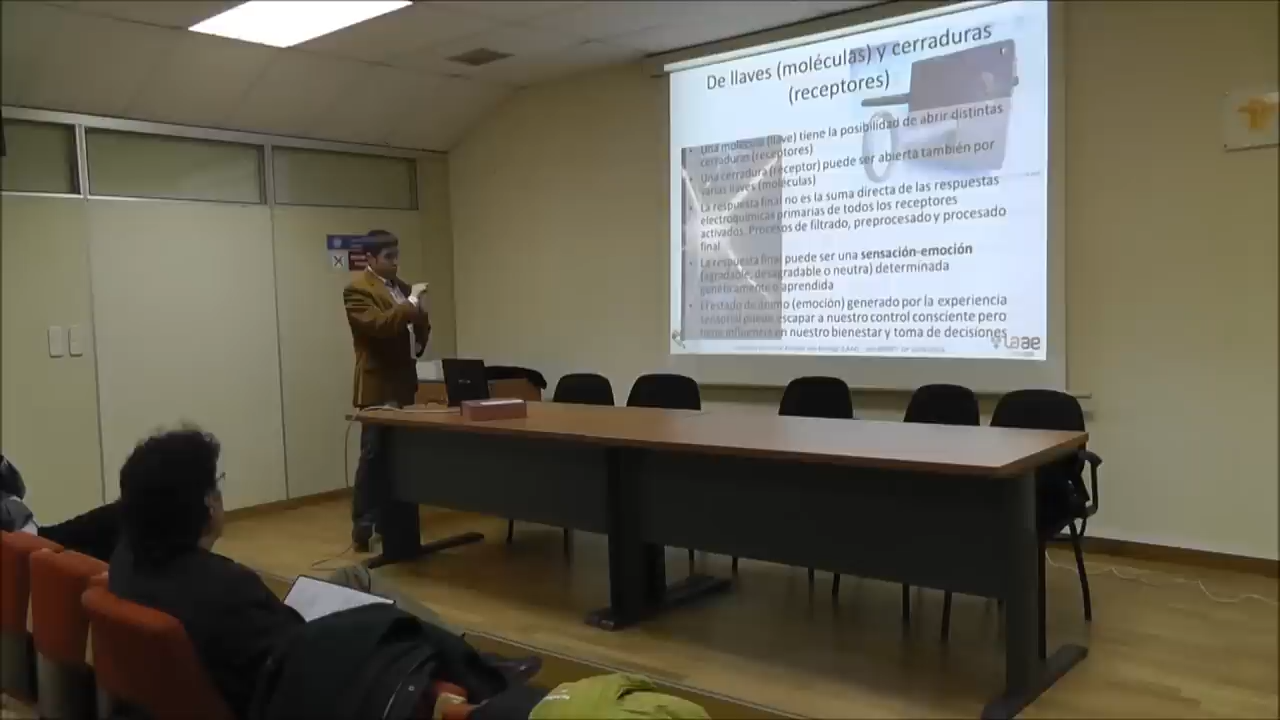 De llaves (moléculas) y cerraduras
(receptores)
• Una molécula (llave) tiene la posibilidad de abrir distintas
cerraduras (receptores)
• Una cerradura (receptor) puede ser abierta también por
varias llaves (moléculas)
• La respuesta final no es la suma directa de las respuestas
electroquímicas primarias de todos los receptores
activados. Procesos de filtrado, preprocesado y procesado
final
• La respuesta final puede ser una sensación-emoción
(agradable, desagradable o neutra) determinada
genéticamente o aprendida
• El estado de ánimo (emoción) generado por la experiencia
sensorial puede escapar a nuestro control consciente pero
tiene influencia en nuestro bienestar y toma de decisiones
laae